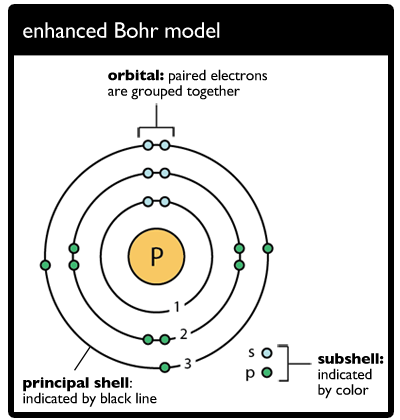 enhanced Bohr model
orbital: paired electrons
are grouped together
P
1
2
3
s
p
subshell:
indicated
by color
principal shell:
indicated by black line